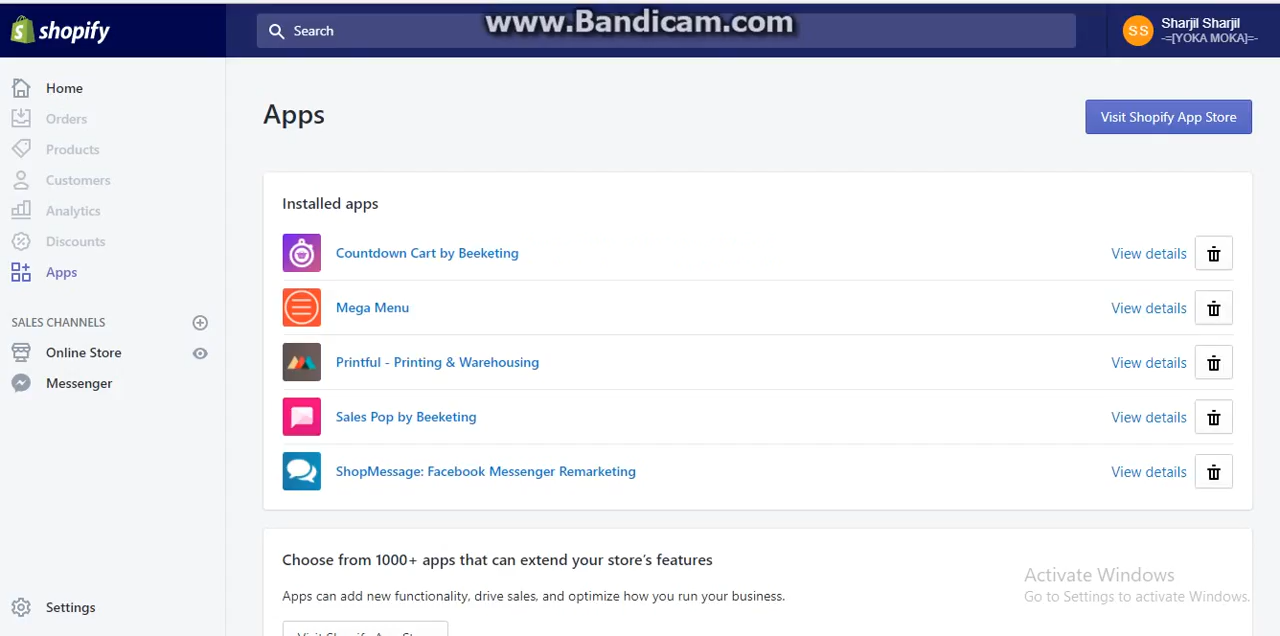 www.Bandicam.com
shopify
Search
SS
Sharjil Sharjil
-=[YOKA MOKA]=-
Home
Orders
Products
Customers
Analytics
Discounts
Apps
SALES CHANNELS
Online Store
Messenger
Settings
Apps
Visit Shopify App Store
Installed apps
Countdown Cart by Beeketing View details
Mega Menu View details
Printful - Printing & Warehousing View details
Sales Pop by Beeketing View details
ShopMessage: Facebook Messenger Remarketing View details
Choose from 1000+ apps that can extend your store's features
Apps can add new functionality, drive sales, and optimize how you run your business.
Visit Shopify App Store
Activate Windows
Go to Settings to activate Windows.